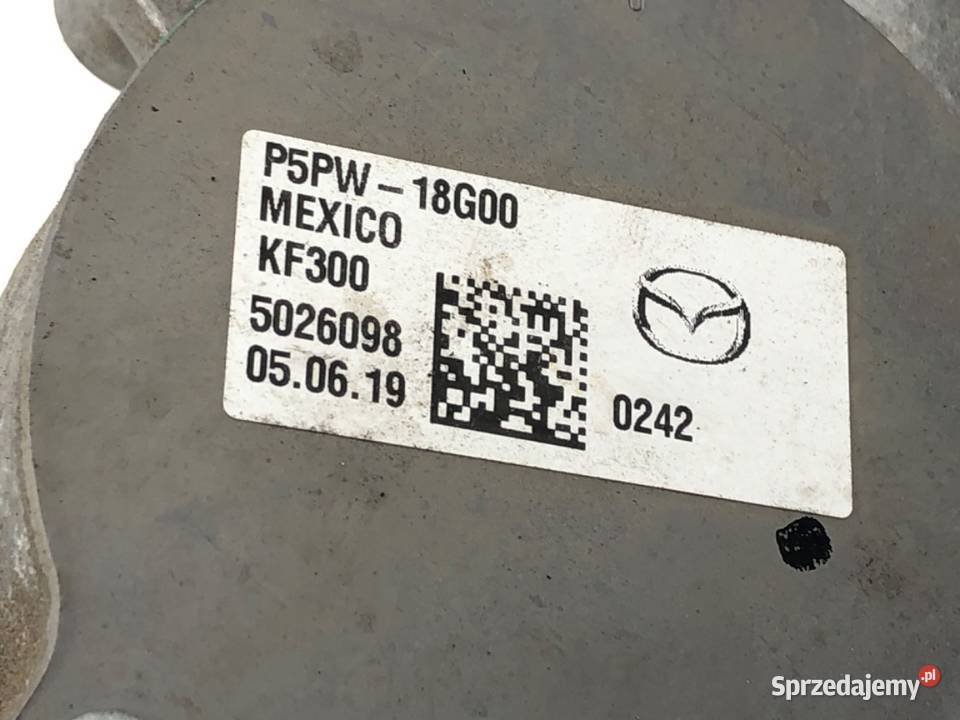 P5PW-18G00
MEXICO
KF300
5026098
05.06.19
0242
Sprzedajemy.pl